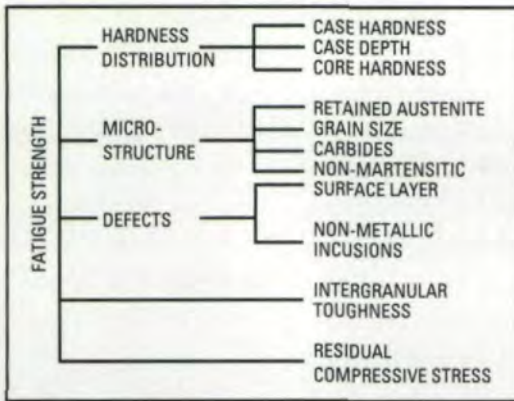 FATIGUE STRENGTH
HARDNESS
DISTRIBUTION
CASE HARDNESS
CASE DEPTH
CORE HARDNESS
MICRO-
STRUCTURE
RETAINED AUSTENITE
GRAIN SIZE
CARBIDES
NON-MARTENSITIC
SURFACE LAYER
DEFECTS
NON-METALLIC
INCUSIONS
INTERGRANULAR
TOUGHNESS
RESIDUAL
COMPRESSIVE STRESS